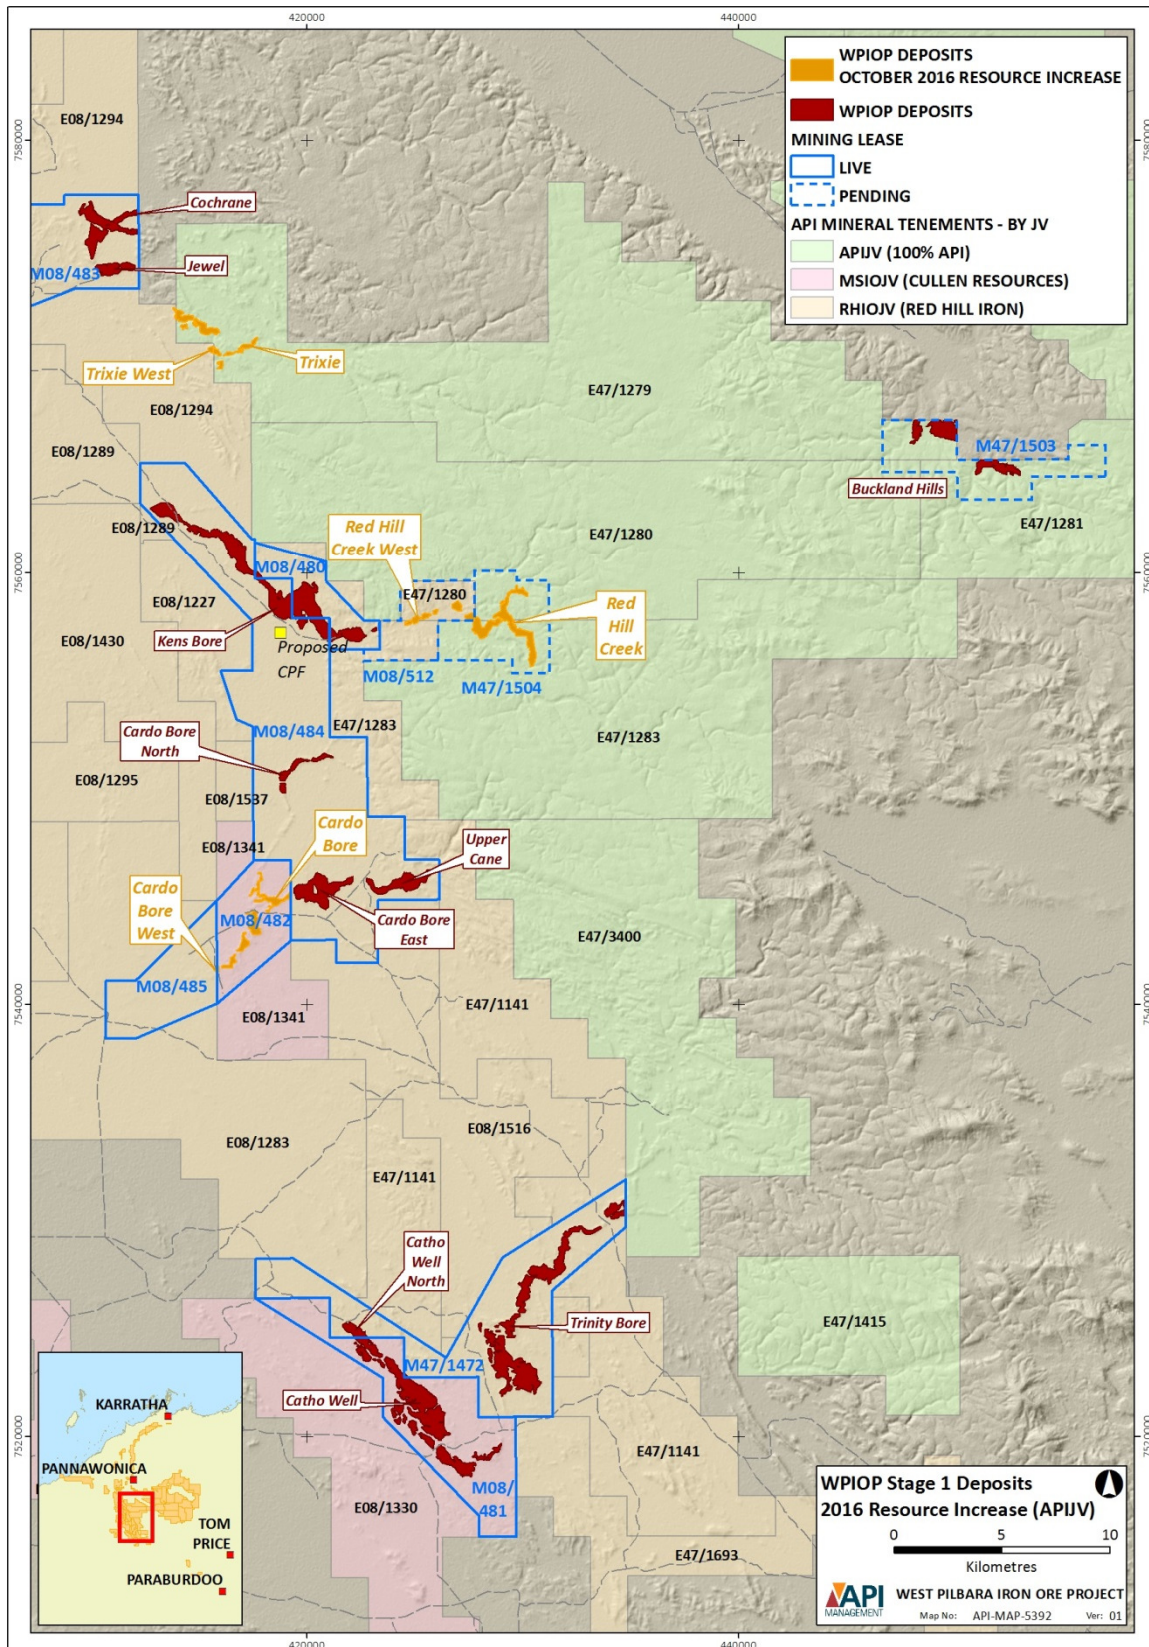 420000
440000
WPIOP DEPOSITS
OCTOBER 2016 RESOURCE INCREASE
WPIOP DEPOSITS
MINING LEASE
LIVE
PENDING
API MINERAL TENEMENTS - BY JV
APIJV (100% API)
MSIOJV (CULLEN RESOURCES)
RHIOJV (RED HILL IRON)
E08/1294
7580000
7580000
Cochrane
Jewel
M08/483
Trixie West
Trixie
E47/1279
E08/1294
E08/1289
M47/1503
Buckland Hills
E08/1289
Red Hill
Creek West
E47/1280
E47/1281
7560000
7560000
M08/480
E47/1280
E08/1227
Kens Bore
E08/1430
Proposed
CPF
Red
Hill
Creek
M08/512
M47/1504
M08/484
E47/1283
E47/1283
Cardo Bore
North
E08/1295
E08/1537
Cardo
Bore
E08/1341
Upper
Cane
Cardo
Bore
West
M08/482
Cardo Bore
East
E47/3400
M08/485
7540000
7540000
E08/1341
E47/1141
E08/1283
E08/1516
E47/1141
Catho
Well
North
Trinity Bore
M47/1472
E47/1415
Catho Well
7520000
7520000
E47/1141
M08/
481
E08/1330
E47/1693
KARRATHA
PANNAWONICA
TOM
PRICE
PARABURDOO
WPIOP Stage 1 Deposits
2016 Resource Increase (APIJV)
0 5 10
Kilometres
API
MANAGEMENT
WEST PILBARA IRON ORE PROJECT
Map No: API-MAP-5392 Ver: 01
420000
440000